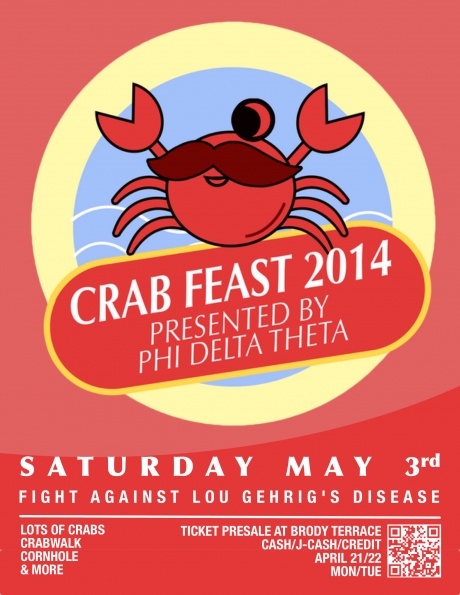 CRAB FEAST 2014
PRESENTED BY
PHI DELTA THETA
SATURDAY MAY 3rd
FIGHT AGAINST LOU GEHRIG'S DISEASE
LOTS OF CRABS
CRABWALK
CORNHOLE
& MORE
TICKET PRESALE AT BRODY TERRACE
CASH/J-CASH/CREDIT
APRIL 21/22
MON/TUE